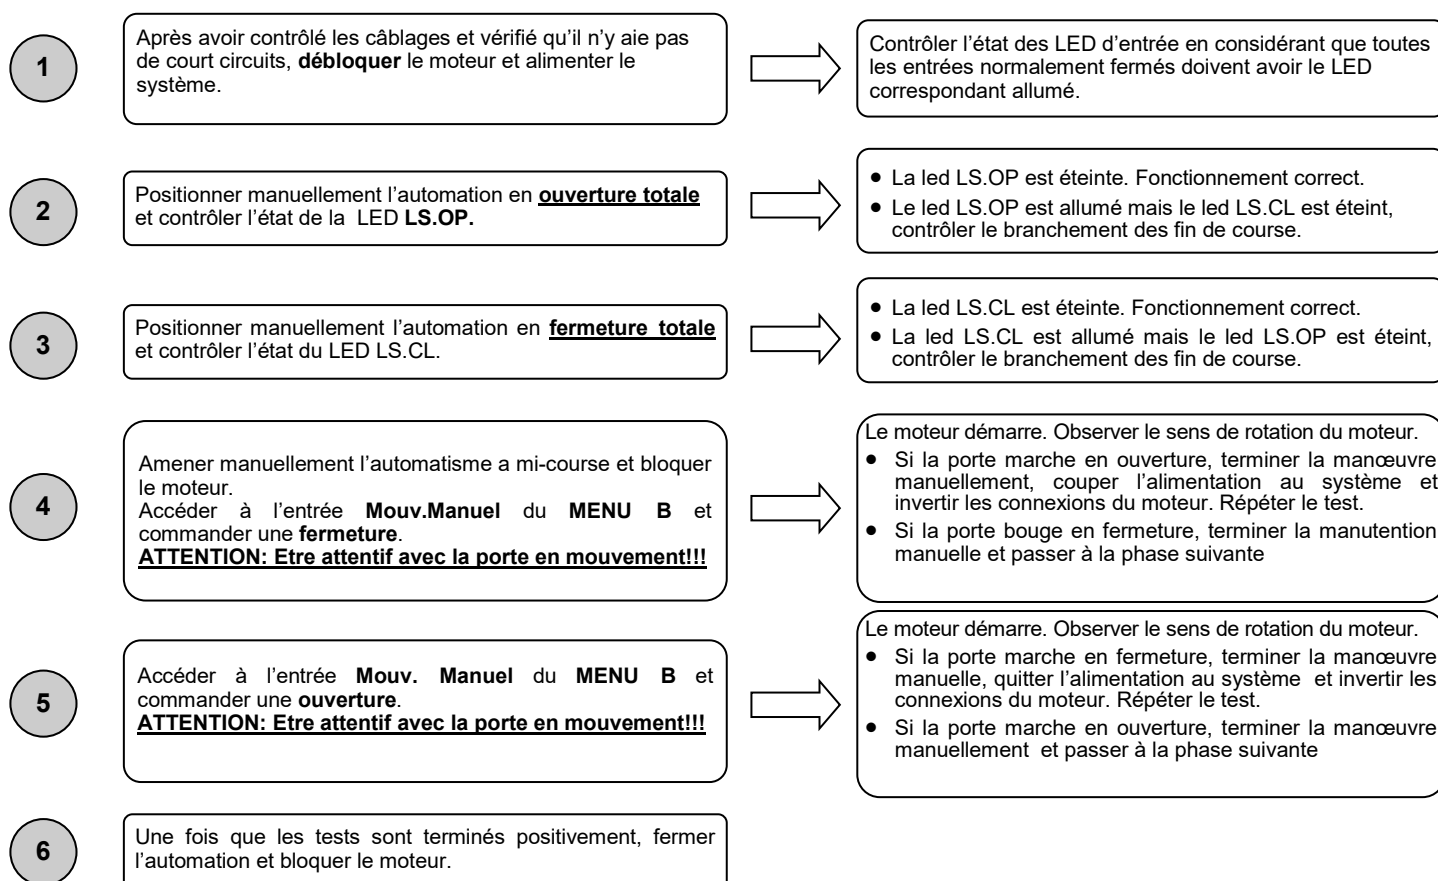 1
Après avoir contrôlé les câblages et vérifié qu'il n'y aie pas
de court circuits, débloquer le moteur et alimenter le
système.
Contrôler l'état des LED d'entrée en considérant que toutes
les entrées normalement fermés doivent avoir le LED
correspondant allumé.
2
Positionner manuellement l'automation en ouverture totale
et contrôler l'état de la LED LS.OP.
• La led LS.OP est éteinte. Fonctionnement correct.
• Le led LS.OP est allumé mais le led LS.CL est éteint,
contrôler le branchement des fin de course.
3
Positionner manuellement l'automation en fermeture totale
et contrôler l'état du LED LS.CL.
• La led LS.CL est éteinte. Fonctionnement correct.
• La led LS.CL est allumé mais le led LS.OP est éteint,
contrôler le branchement des fin de course.
4
Amener manuellement l'automatisme a mi-course et bloquer
le moteur.
Accéder à l'entrée Mouv.Manuel du MENU B et
commander une fermeture.
ATTENTION: Etre attentif avec la porte en mouvement!!!
Le moteur démarre. Observer le sens de rotation du moteur.
• Si la porte marche en ouverture, terminer la manœuvre
manuellement, couper l'alimentation au système et
invertir les connexions du moteur. Répéter le test.
• Si la porte bouge en fermeture, terminer la manutention
manuelle et passer à la phase suivante
5
Accéder à l'entrée Mouv. Manuel du MENU B et
commander une ouverture.
ATTENTION: Etre attentif avec la porte en mouvement!!!
Le moteur démarre. Observer le sens de rotation du moteur.
• Si la porte marche en fermeture, terminer la manœuvre
manuelle, quitter l'alimentation au système et invertir les
connexions du moteur. Répéter le test.
• Si la porte marche en ouverture, terminer la manœuvre
manuellement et passer à la phase suivante
6
Une fois que les tests sont terminés positivement, fermer
l'automation et bloquer le moteur.